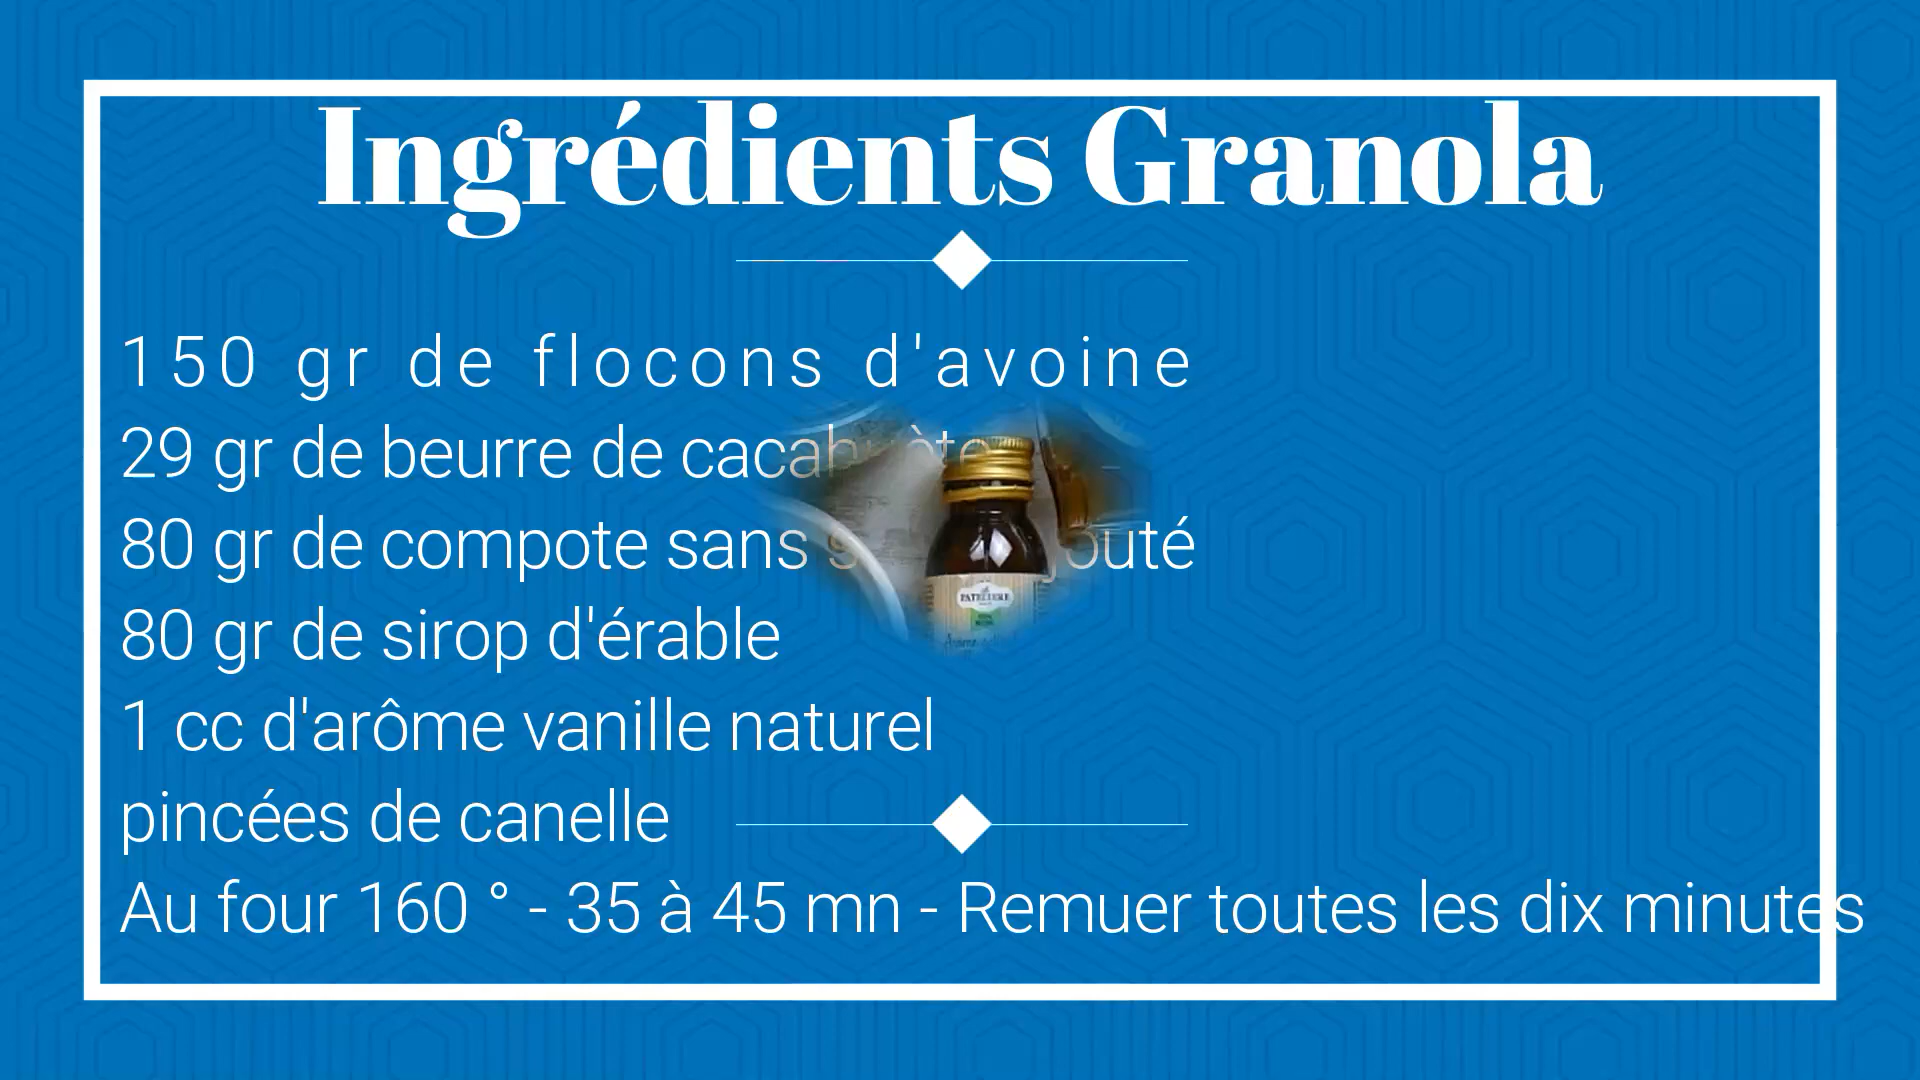 Ingrédients Granola
150 gr de flocons d'avoine
29 gr de beurre de
80 gr de compote sans
80 gr de sirop d'érable
1 cc d'arôme vanille naturel
pincées de canelle
Au four 160 ° - 35 à 45 mn - Remuer toutes les dix minutes